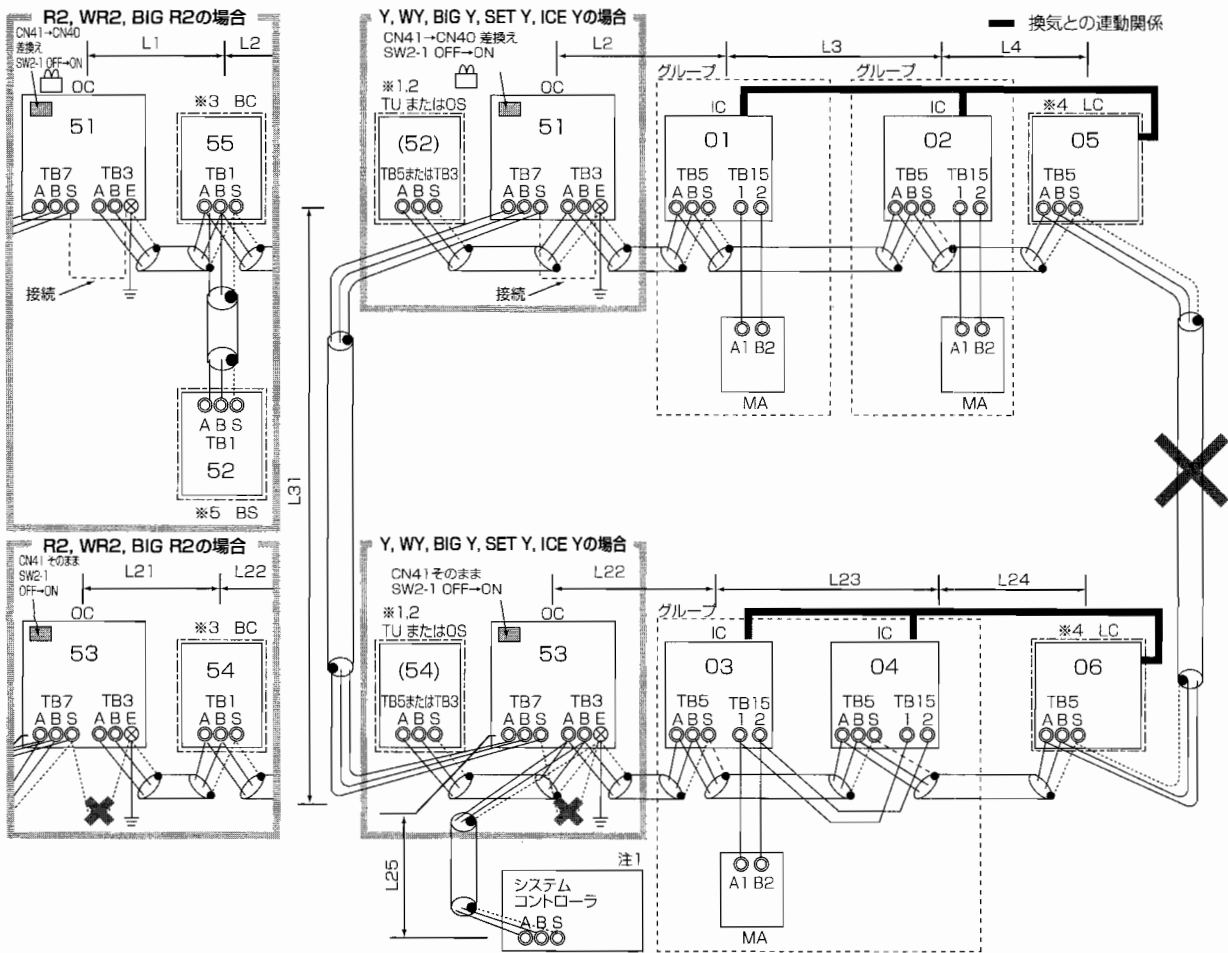 R2, WR2, BIG R2の場合
CN41→CN40
差換え
SW2-1 OFF→ON
L1
L2
OC
51
TB7
A B S
TB3
A B E
※3 BC
55
TB1
A B S
接続
A B S
TB1
52
※5 BS
Y, WY, BIG Y, SET Y, ICE Yの場合
CN41→CN40 差換え
SW2-1 OFF→ON
L2
※1,2
TU またはOS
(52)
TB5またはTB3
A B S
OC
51
TB7
A B S
TB3
A B E
接続
換気との連動関係
L3
L4
グループ
IC
01
TB5
A B S
TB15
1 2
A1 B2
MA
グループ
IC
02
TB5
A B S
TB15
1 2
A1 B2
MA
※4 LC
05
TB5
A B S
L31
R2, WR2, BIG R2の場合
CN41 そのまま
SW2-1
OFF→ON
L21
L22
OC
53
TB7
A B S
TB3
A B E
※3 BC
54
TB1
A B S
Y, WY, BIG Y, SET Y, ICE Yの場合
CN41そのまま
SW2-1 OFF→ON
L22
※1,2
TU またはOS
(54)
TB5またはTB3
A B S
OC
53
TB7
A B S
TB3
A B E
L23
L24
グループ
IC
03
TB5
A B S
TB15
1 2
IC
04
TB5
A B S
TB15
1 2
A1 B2
MA
※4 LC
06
TB5
A B S
L25
注1
システム
コントローラ
A B S